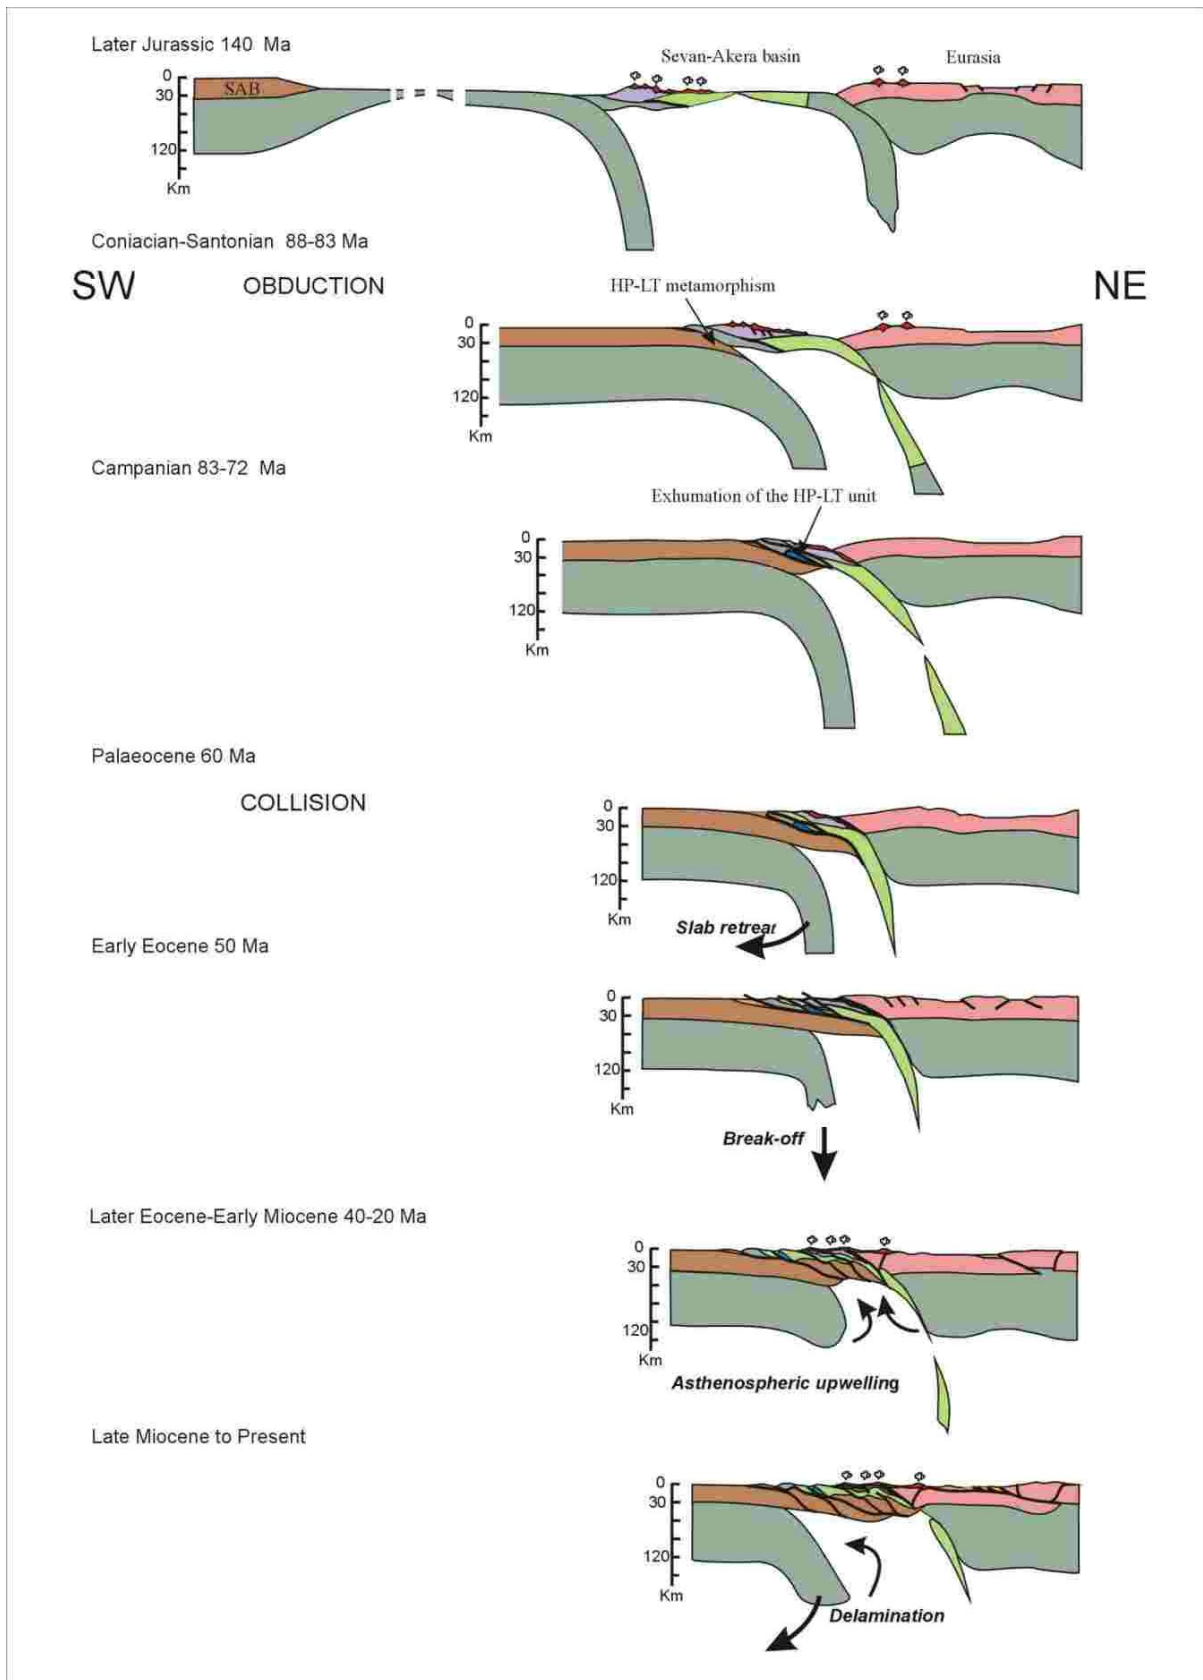 Later Jurassic 140 Ma
Sevan-Akera basin
Eurasia
0
SAB
30
120
Km
Coniacian-Santonian 88-83 Ma
SW
OBDUCTION
HP-LT metamorphism
NE
0
30
120
Km
Campanian 83-72 Ma
Exhumation of the HP-LT unit
0
30
120
Km
Palaeocene 60 Ma
COLLISION
0
30
120
Km
Slab retreat
Early Eocene 50 Ma
0
30
120
Km
Break-off
Later Eocene-Early Miocene 40-20 Ma
0
30
120
Km
Asthenospheric upwelling
Late Miocene to Present
0
30
120
Km
Delamination